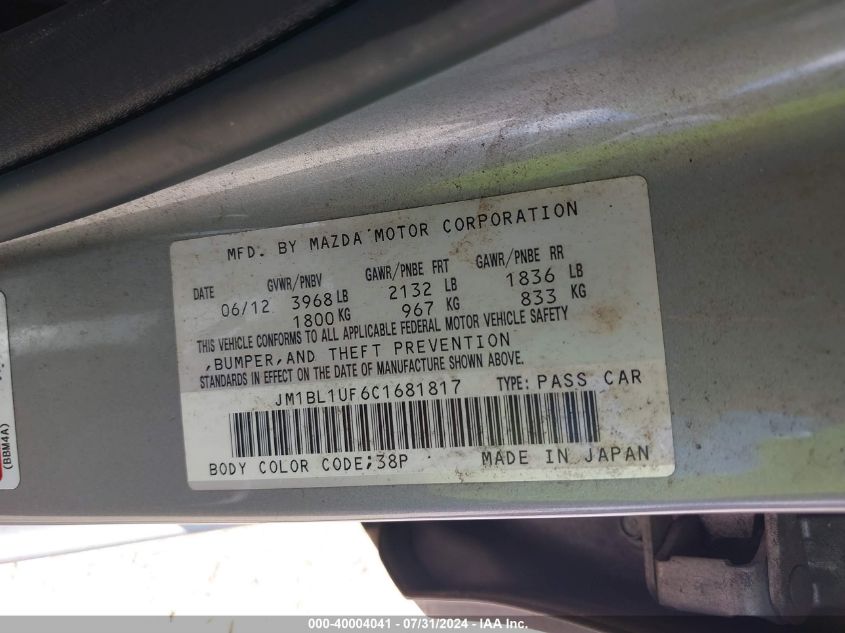 MFD. BY MAZDA MOTOR CORPORATION
DATE GVWR/PNBV GAWR/PNBE FRT GAWR/PNBE RR
06/12 3968 LB 2132 LB 1836 LB
1800 KG 967 KG 833 KG
THIS VEHICLE CONFORMS TO ALL APPLICABLE FEDERAL MOTOR VEHICLE SAFETY
,BUMPER,AND THEFT PREVENTION
STANDARDS IN EFFECT ON THE DATE OF MANUFACTURE SHOWN ABOVE.
JM1BL1UF6C1681817 TYPE: PASS CAR
BODY COLOR CODE;38P MADE IN JAPAN
(BBM4A)
000-40004041 - 07/31/2024 - IAA Inc.